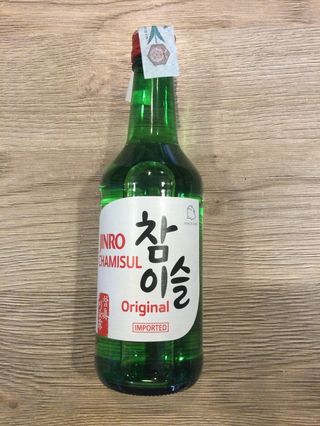 JINRO
CHAMISUL
참
이슬
Original
IMPORTED